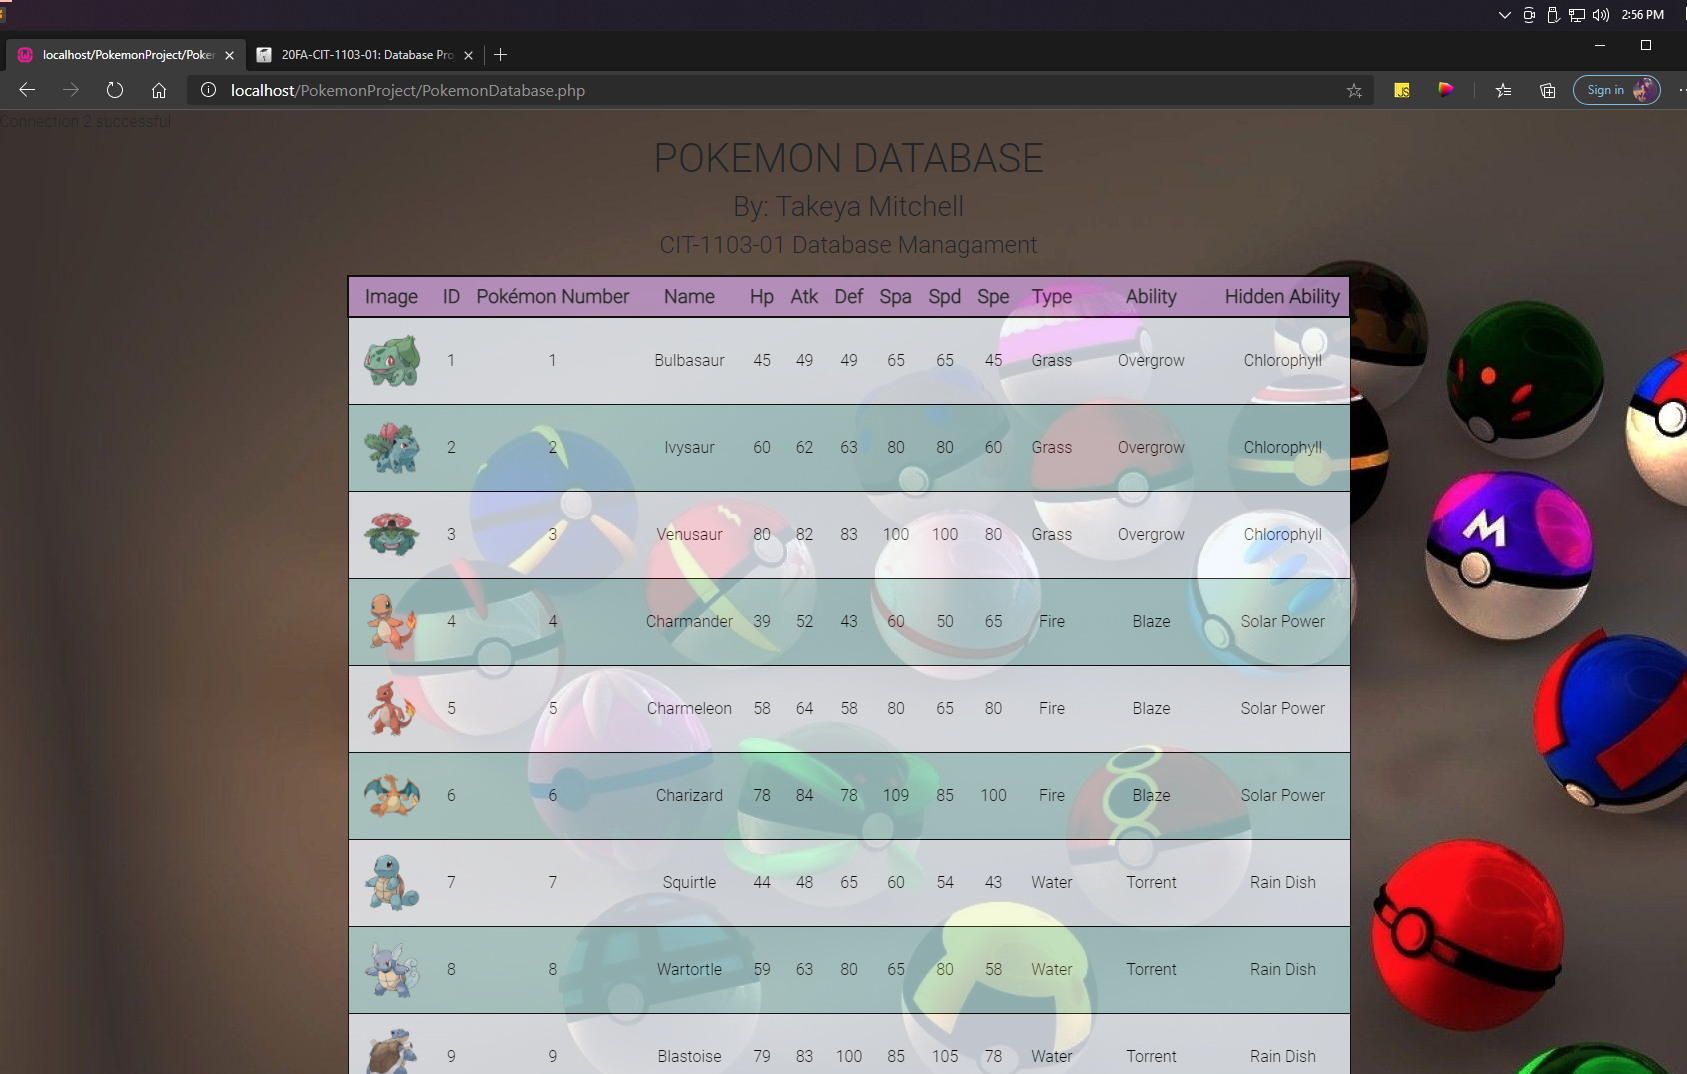 2:56 PM
localhost/PokemonProject/Poker
20FA-CIT-1103-01: Database Pro
localhost/PokemonProject/PokemonDatabase.php
JS
Sign in
Connection 2 successful
POKEMON DATABASE
By: Takeya Mitchell
CIT-1103-01 Database Managament
Image ID Pokémon Number Name Hp Atk Def Spa Spd Spe Type Ability Hidden Ability
1 1 Bulbasaur 45 49 49 65 65 45 Grass Overgrow Chlorophyll
2 2 Ivysaur 60 62 63 80 80 60 Grass Overgrow Chlorophyll
3 3 Venusaur 80 82 83 100 100 80 Grass Overgrow Chlorophyll
M
4 4 Charmander 39 52 43 60 50 65 Fire Blaze Solar Power
5 5 Charmeleon 58 64 58 80 65 80 Fire Blaze Solar Power
6 6 Charizard 78 84 78 109 85 100 Fire Blaze Solar Power
7 7 Squirtle 44 48 65 60 54 43 Water Torrent Rain Dish
8 8 Wartortle 59 63 80 65 80 58 Water Torrent Rain Dish
9 9 Blastoise 79 83 100 85 105 78 Water Torrent Rain Dish